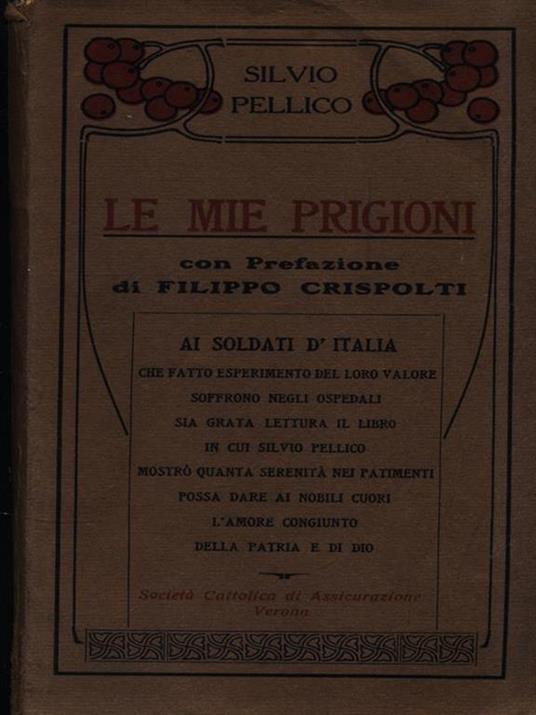 SILVIO
PELLICO
LE MIE PRIGIONI
con Prefazione
di FILIPPO CRISPOLTI
AI SOLDATI D' ITALIA
CHE FATTO ESPERIMENTO DEL LORO VALORE
SOFFRONO NEGLI OSPEDALI
SIA GRATA LETTURA IL LIBRO
IN CUI SILVIO PELLICO
MOSTRÒ QUANTA SERENITÀ NEI PATIMENTI
POSSA DARE AI NOBILI CUORI
L'AMORE CONGIUNTO
DELLA PATRIA E DI DIO
Società Cattolica di Assicurazione
Verona